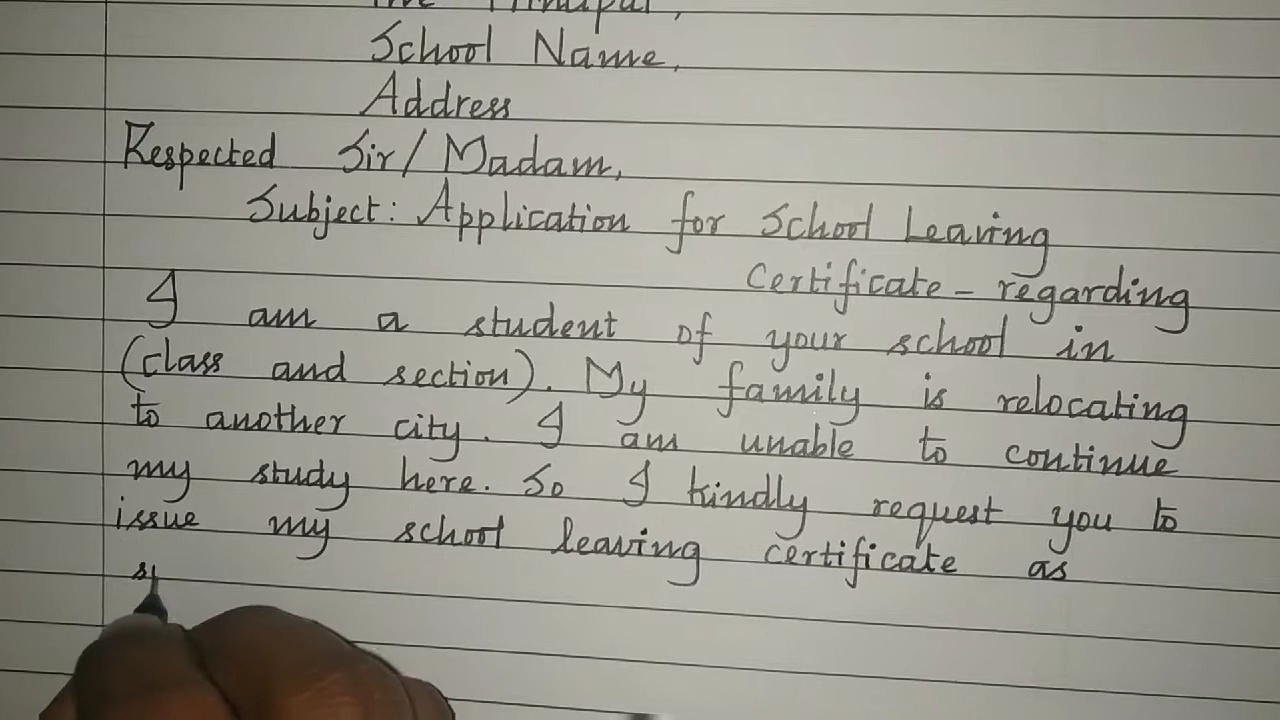 The Principal,
School Name,
Address
Respected Sir/Madam,
Subject: Application for School Leaving
Certificate - regarding
I am a student of your school in
(class and section). My family is relocating
to another city. I am unable to continue
my study here. So I kindly request you to
issue my school leaving certificate as